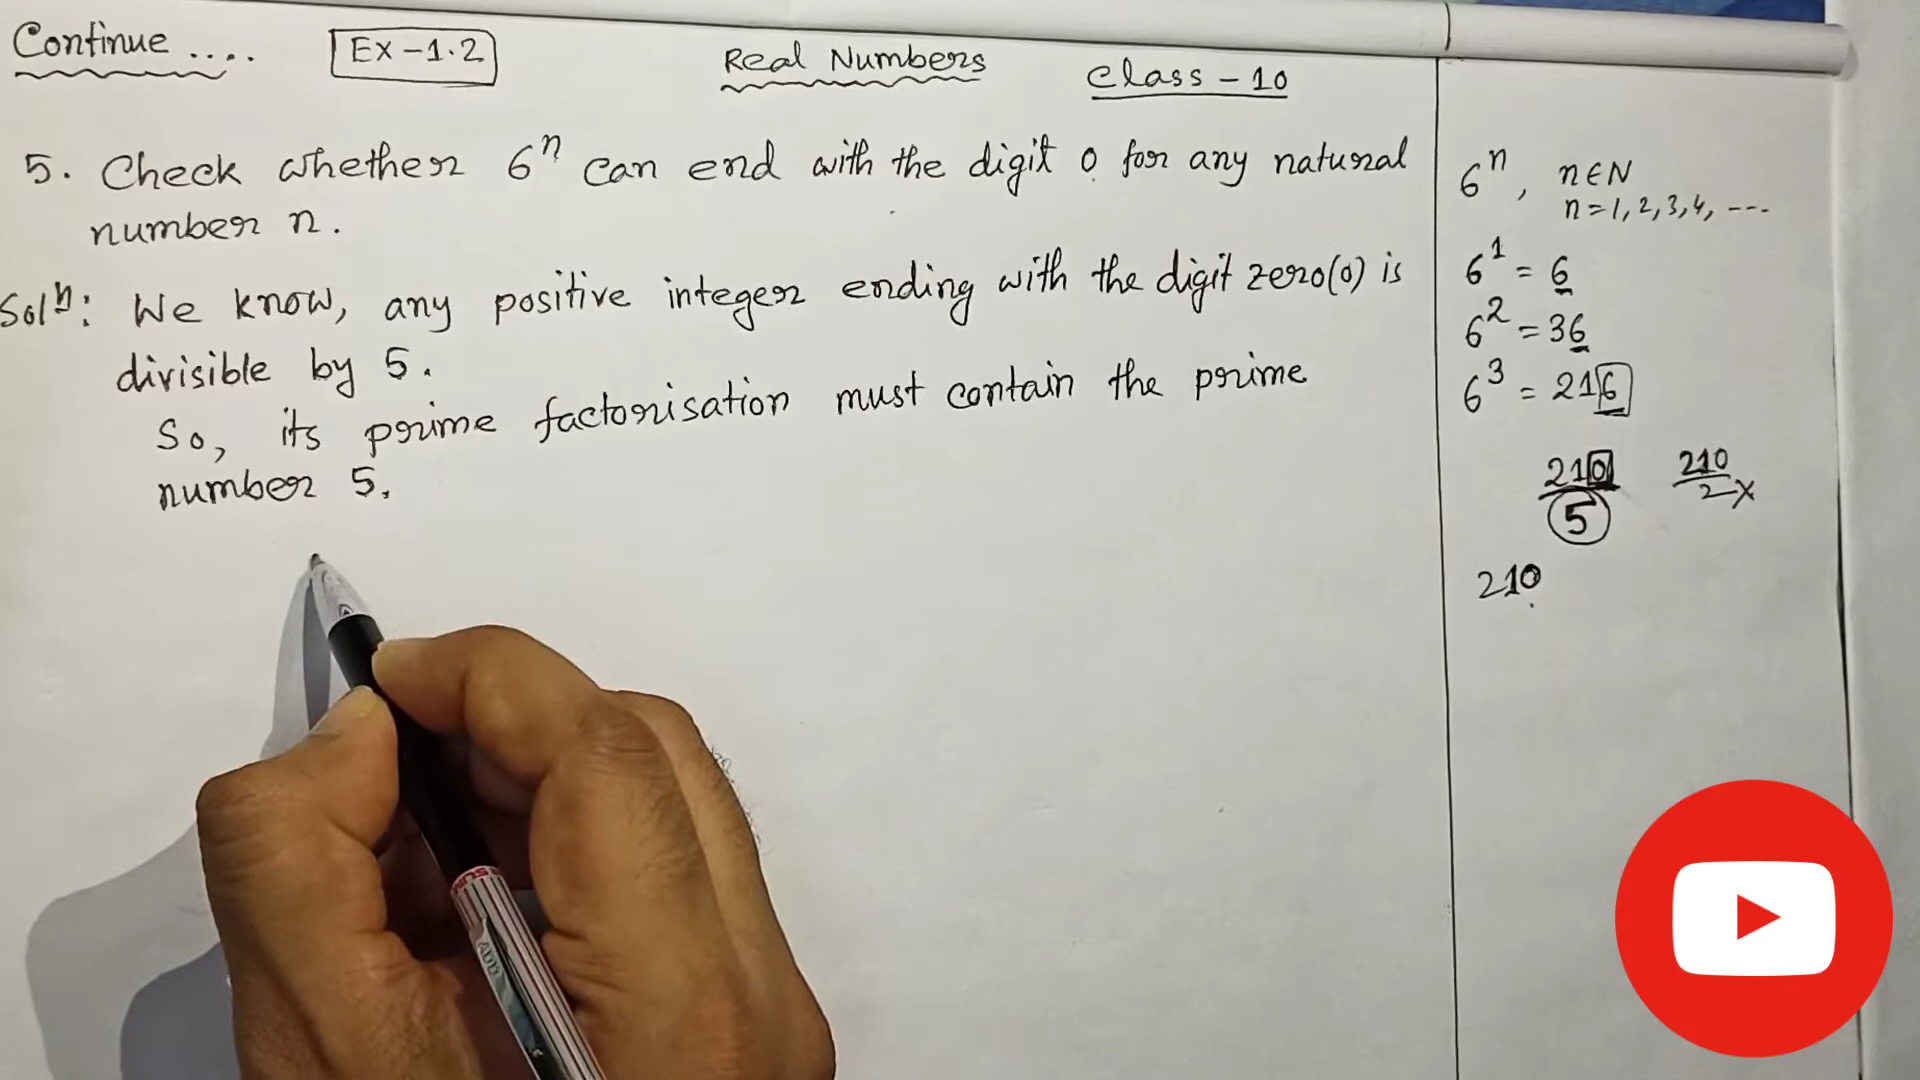 Continue ....
Ex-1.2
Real Numbers
Class - 10
5. Check whether 6ⁿ can end with the digit 0 for any natural
number n.
Solⁿ: We know, any positive integer ending with the digit zero(0) is
divisible by 5.
So, its prime factorisation must contain the prime
number 5.
6ⁿ, n∈N
n=1,2,3,4, ---
6¹ = 6
6² = 36
6³ = 216
210/5 210/2 x
210